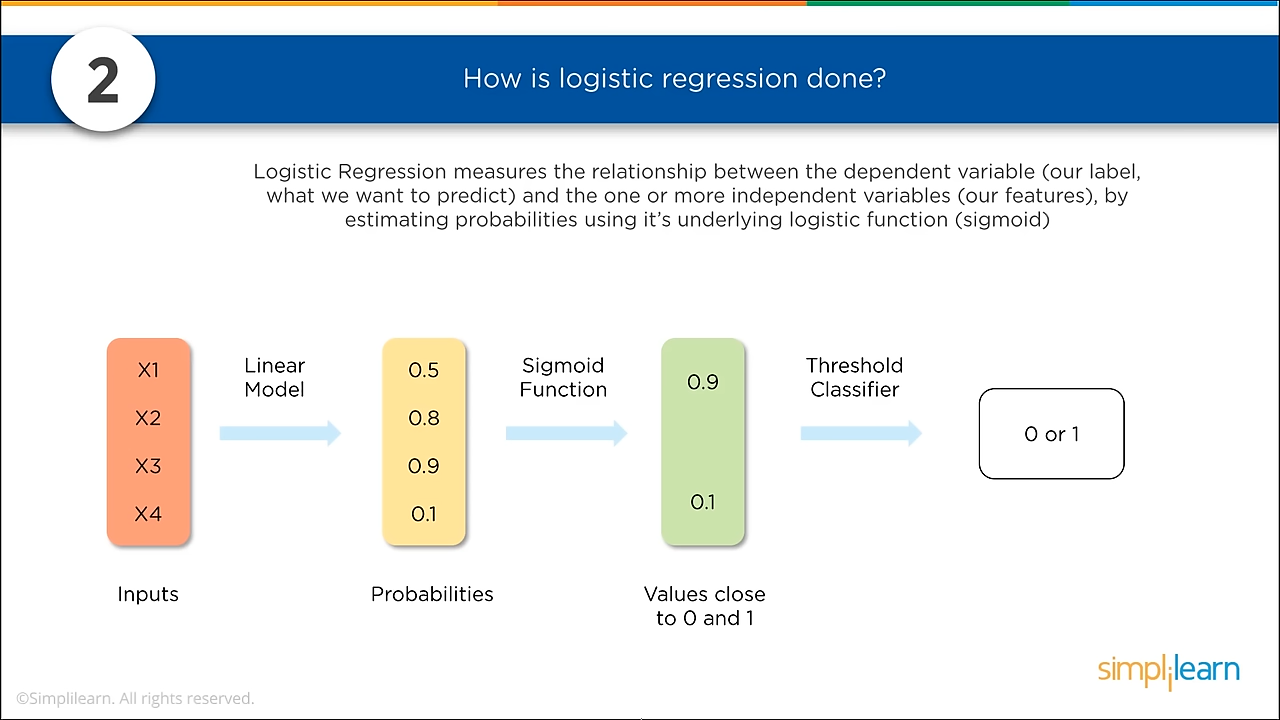 2
How is logistic regression done?
Logistic Regression measures the relationship between the dependent variable (our label,
what we want to predict) and the one or more independent variables (our features), by
estimating probabilities using it's underlying logistic function (sigmoid)
X1
X2
X3
X4
Inputs
Linear
Model
0.5
0.8
0.9
0.1
Probabilities
Sigmoid
Function
0.9
0.1
Values close
to 0 and 1
Threshold
Classifier
0 or 1
simplilearn
©Simplilearn. All rights reserved.